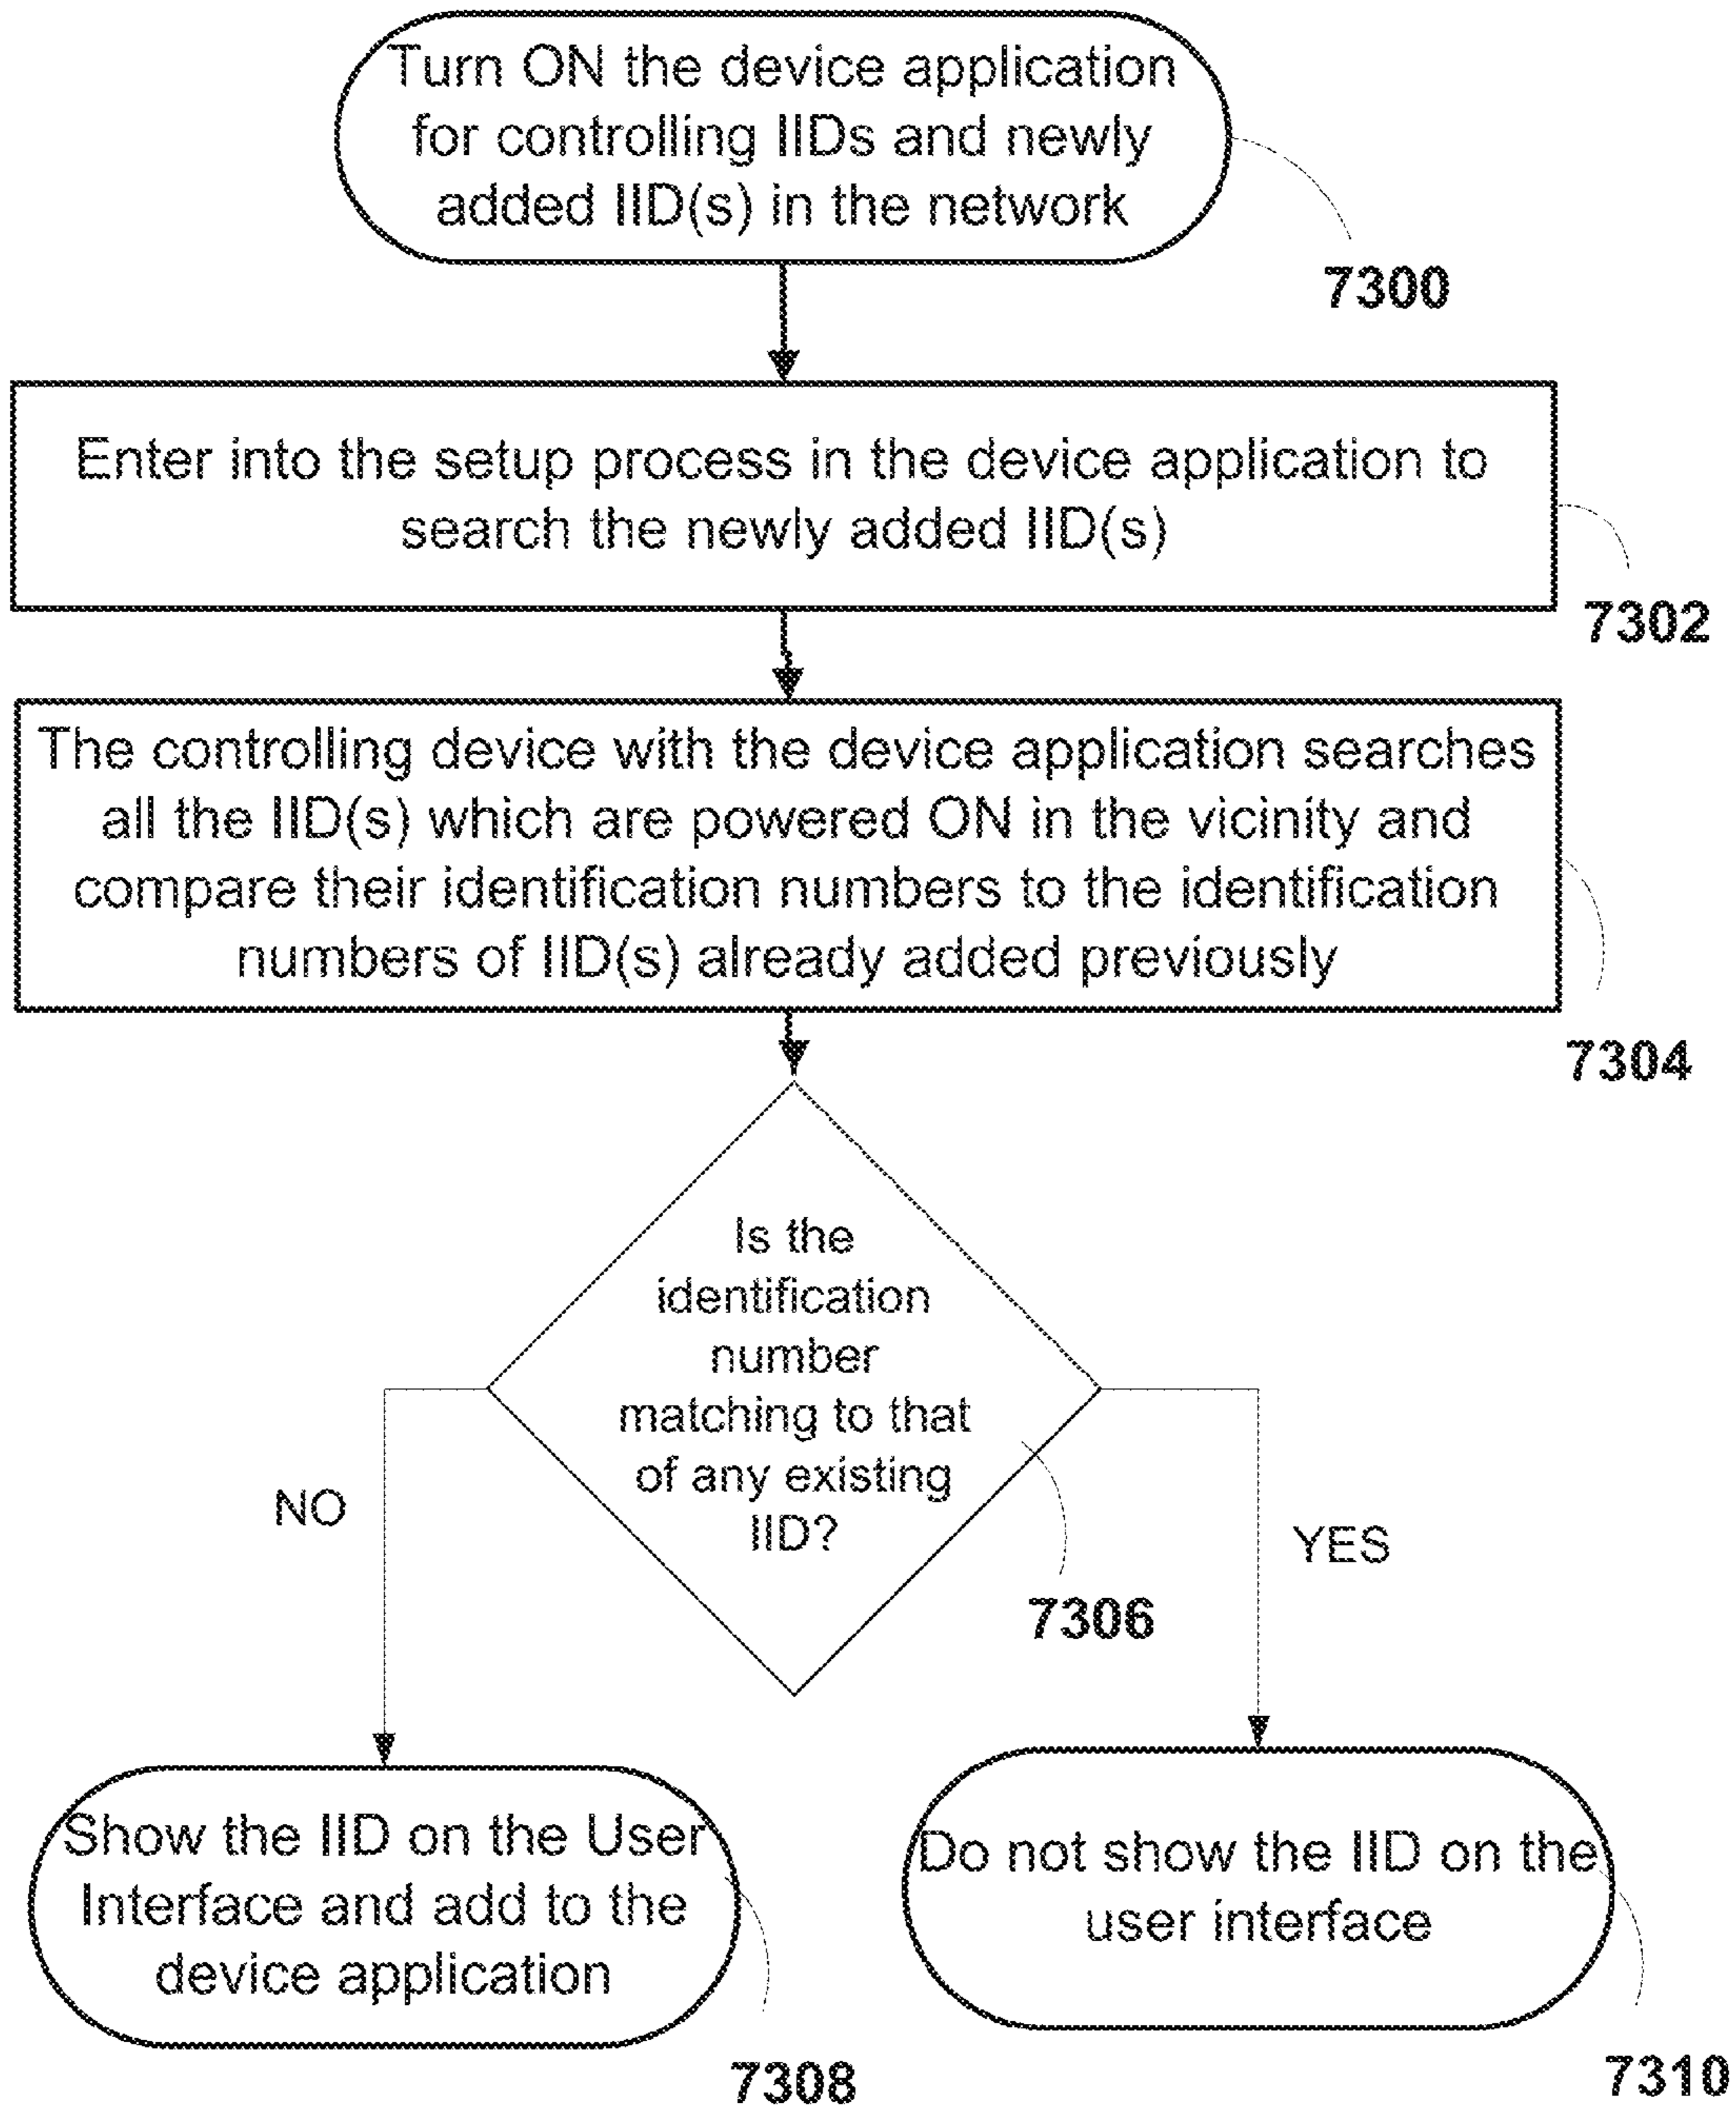 Turn ON the device application
for controlling IIDs and newly
added IID(s) in the network
7300
Enter into the setup process in the device application to
search the newly added IID(s)
7302
The controlling device with the device application searches
all the IID(s) which are powered ON in the vicinity and
compare their identification numbers to the identification
numbers of IID(s) already added previously
7304
Is the
identification
number
matching to that
of any existing
IID?
7306
NO
YES
Show the IID on the User
Interface and add to the
device application
7308
Do not show the IID on the
user interface
7310